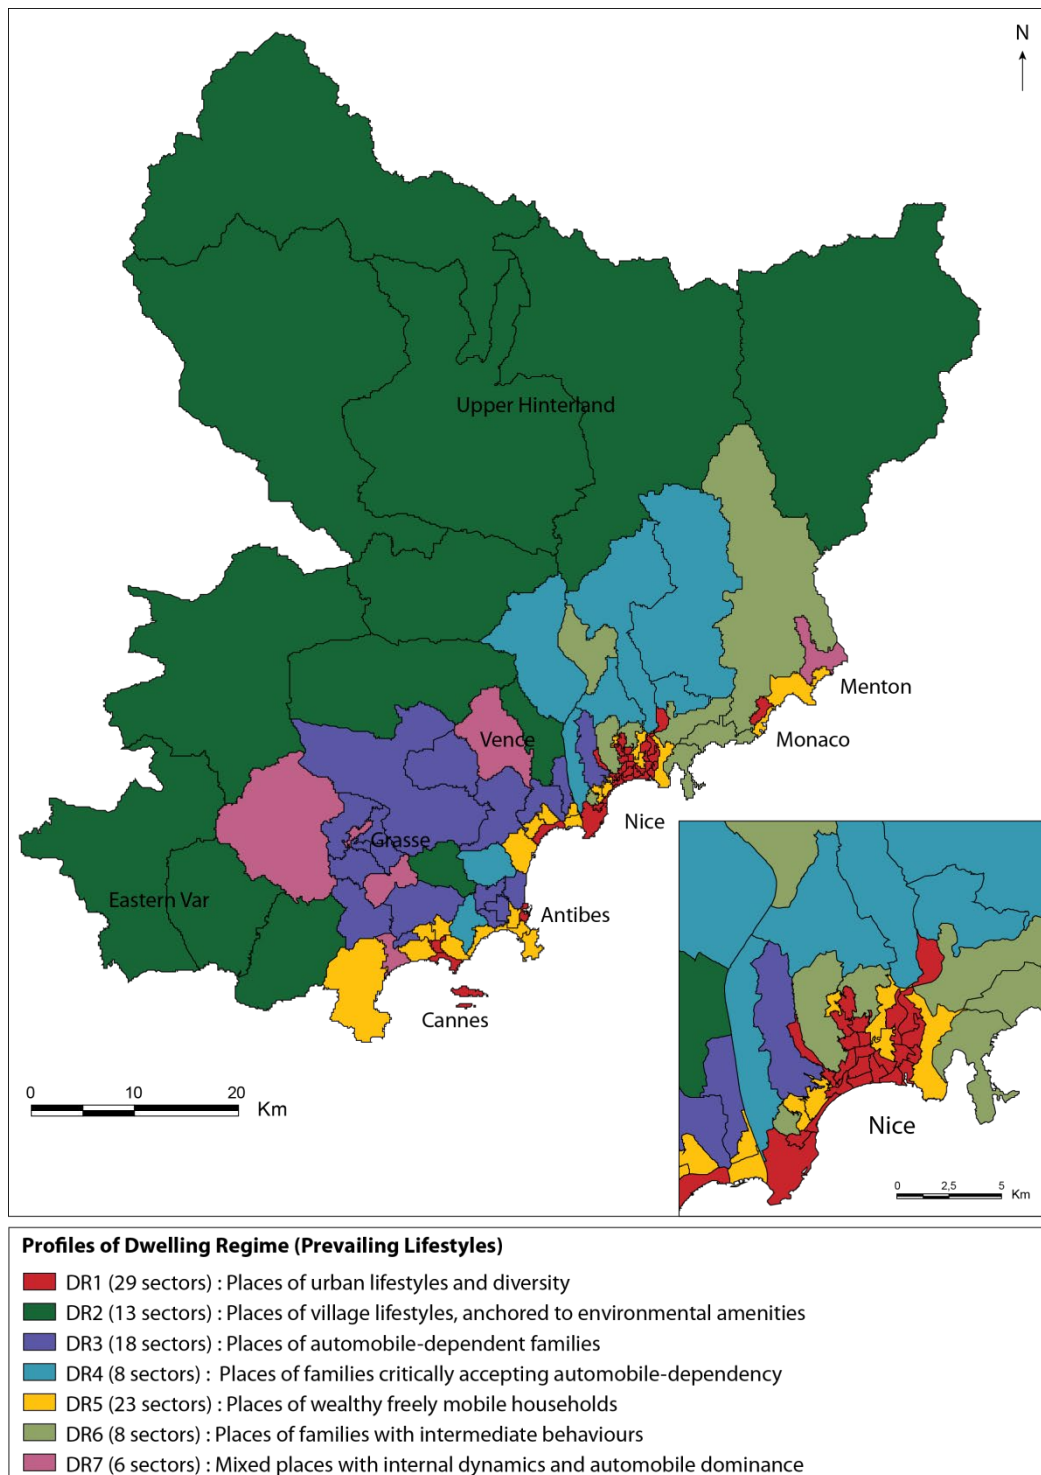 N
Upper Hinterland
Menton
Monaco
Vence
Nice
Grasse
Eastern Var
Antibes
Cannes
0 10 20 Km
Nice
0 2,5 5 Km
Profiles of Dwelling Regime (Prevailing Lifestyles)
DR1 (29 sectors) : Places of urban lifestyles and diversity
DR2 (13 sectors) : Places of village lifestyles, anchored to environmental amenities
DR3 (18 sectors) : Places of automobile-dependent families
DR4 (8 sectors) : Places of families critically accepting automobile-dependency
DR5 (23 sectors) : Places of wealthy freely mobile households
DR6 (8 sectors) : Places of families with intermediate behaviours
DR7 (6 sectors) : Mixed places with internal dynamics and automobile dominance